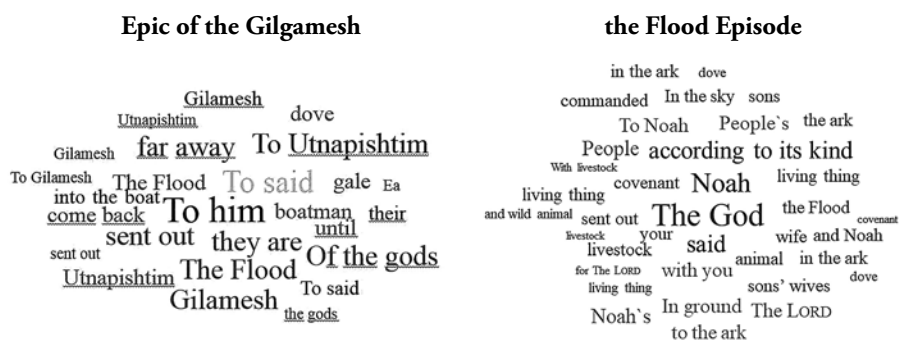 Epic of the Gilgamesh
Gilamesh
Utnapishtim
dove
Gilamesh
far away
To Utnapishtim
To Gilamesh
The Flood
To said
gale
Ea
into the boat
come back
To him
boatman
their
until
sent out
they are
sent out
Of the gods
Utnapishtim
The Flood
To said
Gilamesh
the gods
the Flood Episode
in the ark
dove
commanded
In the sky
sons
To Noah
People`s
the ark
People
according to its kind
With livestock
covenant
Noah
living thing
living thing
and wild animal
sent out
The God
the Flood
covenant
livestock
your
livestock
said
wife and Noah
animal
in the ark
for The LORD
with you
dove
living thing
sons’ wives
Noah`s
In ground
The LORD
to the ark